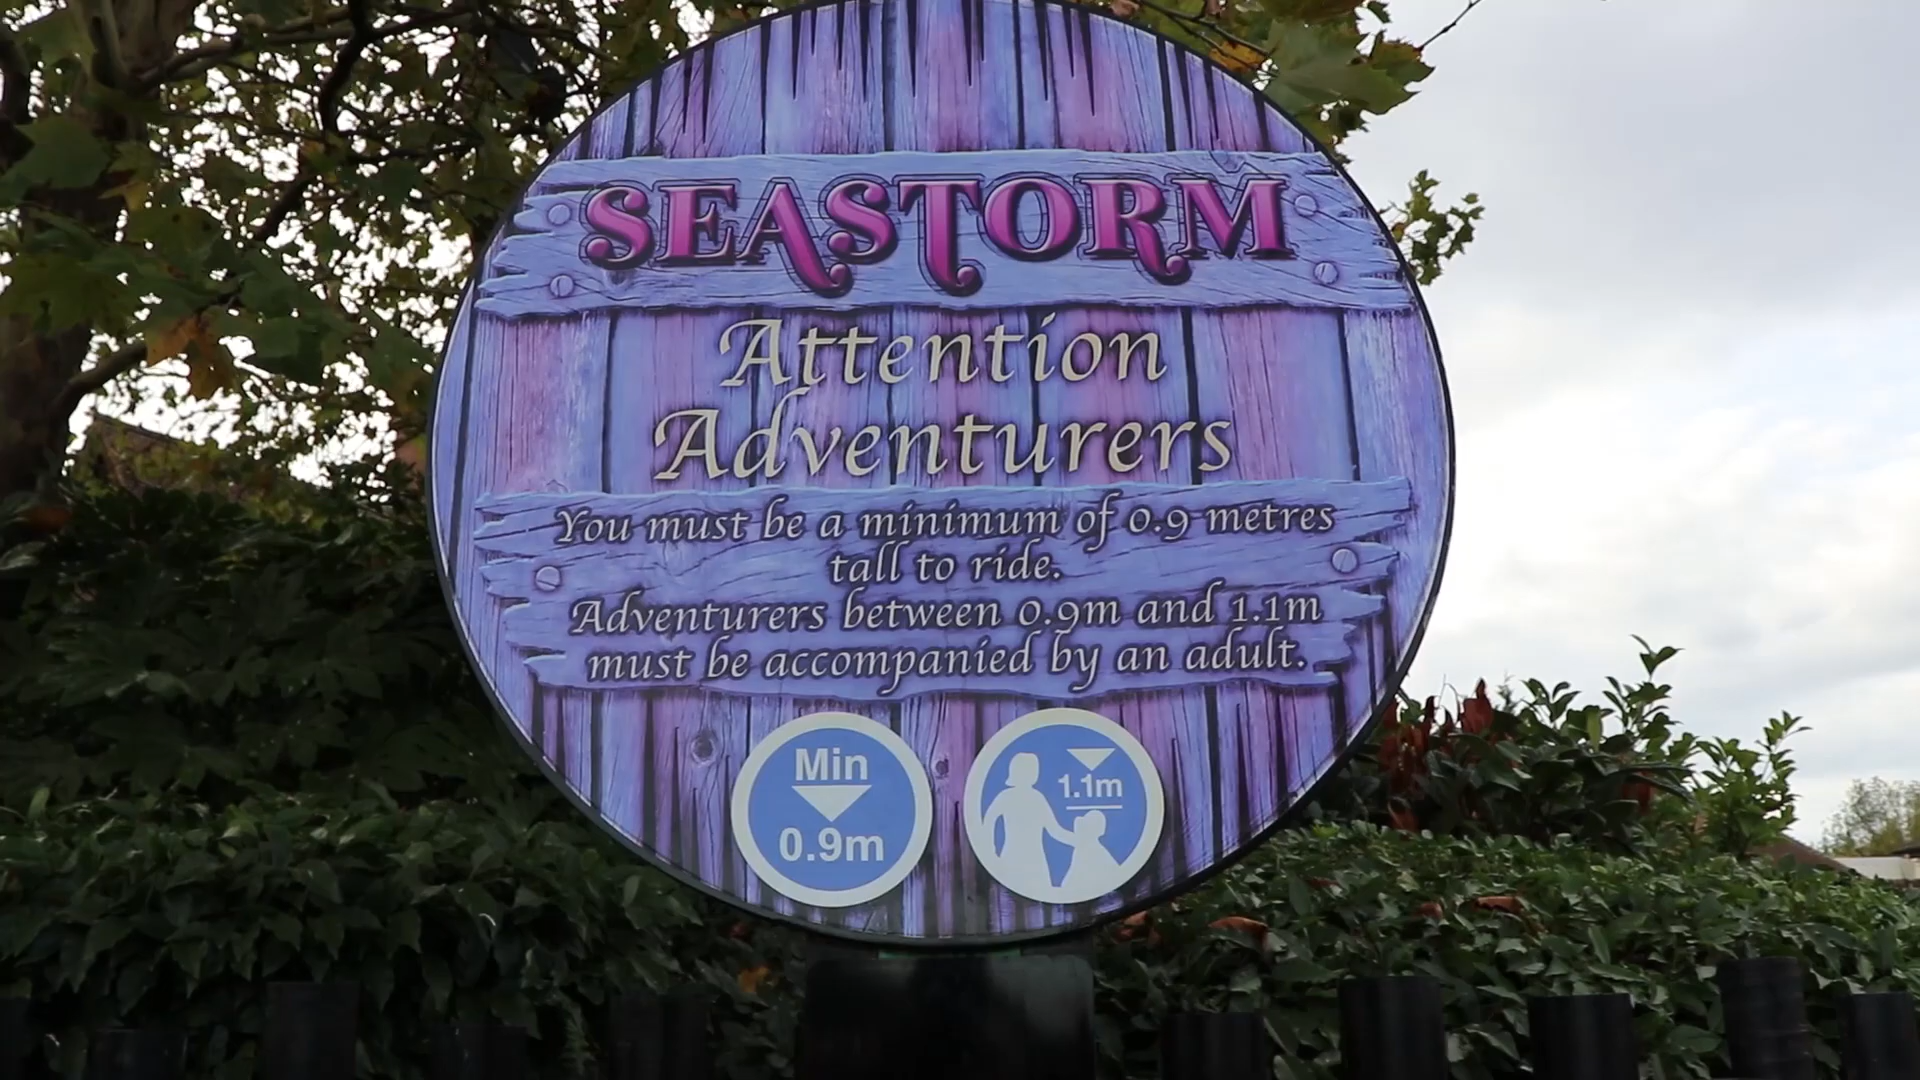 SEASTORM
Attention
Adventurers
You must be a minimum of 0.9 metres
tall to ride.
Adventurers between 0.9m and 1.1m
must be accompanied by an adult.
Min
0.9m
1.1m